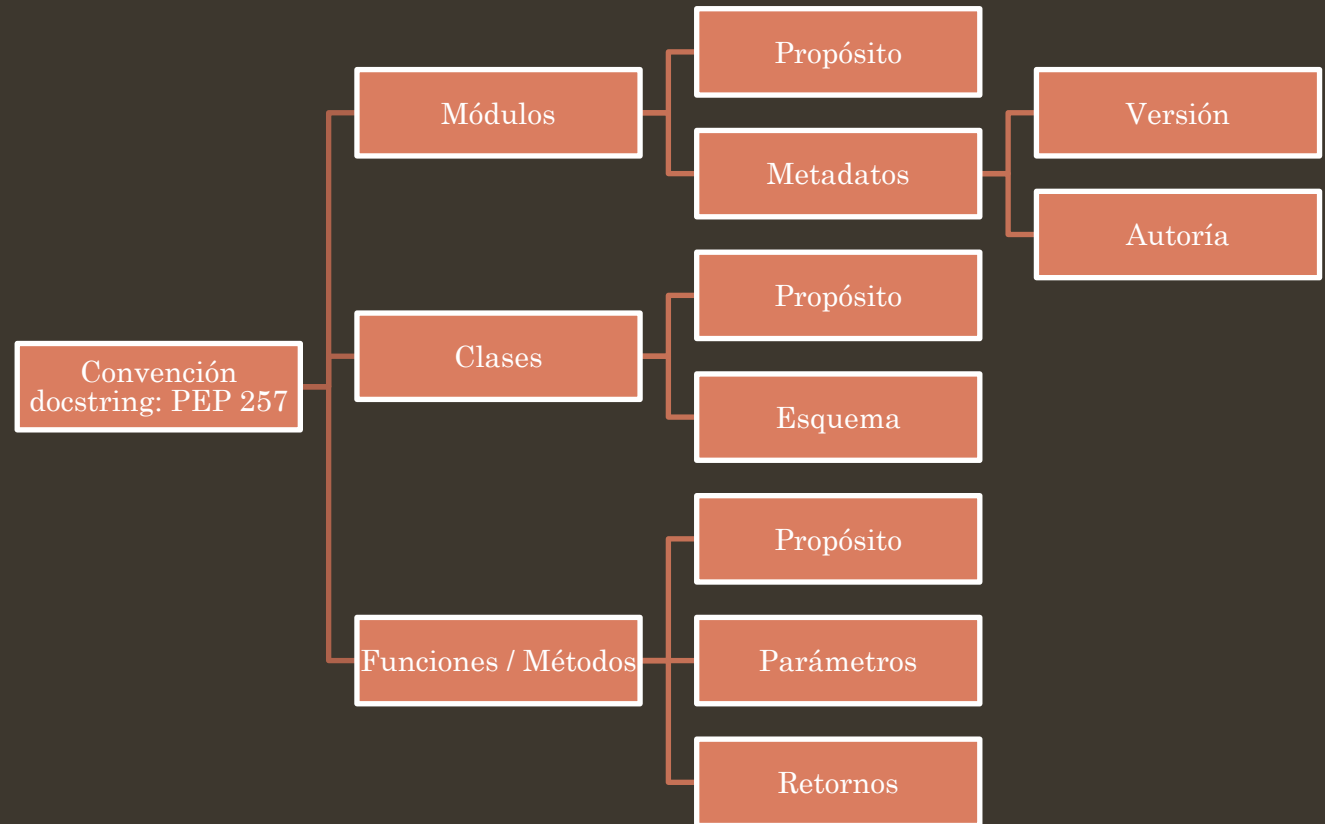 Convención
docstring: PEP 257
Módulos
Propósito
Metadatos
Versión
Autoría
Clases
Propósito
Esquema
Funciones / Métodos
Propósito
Parámetros
Retornos